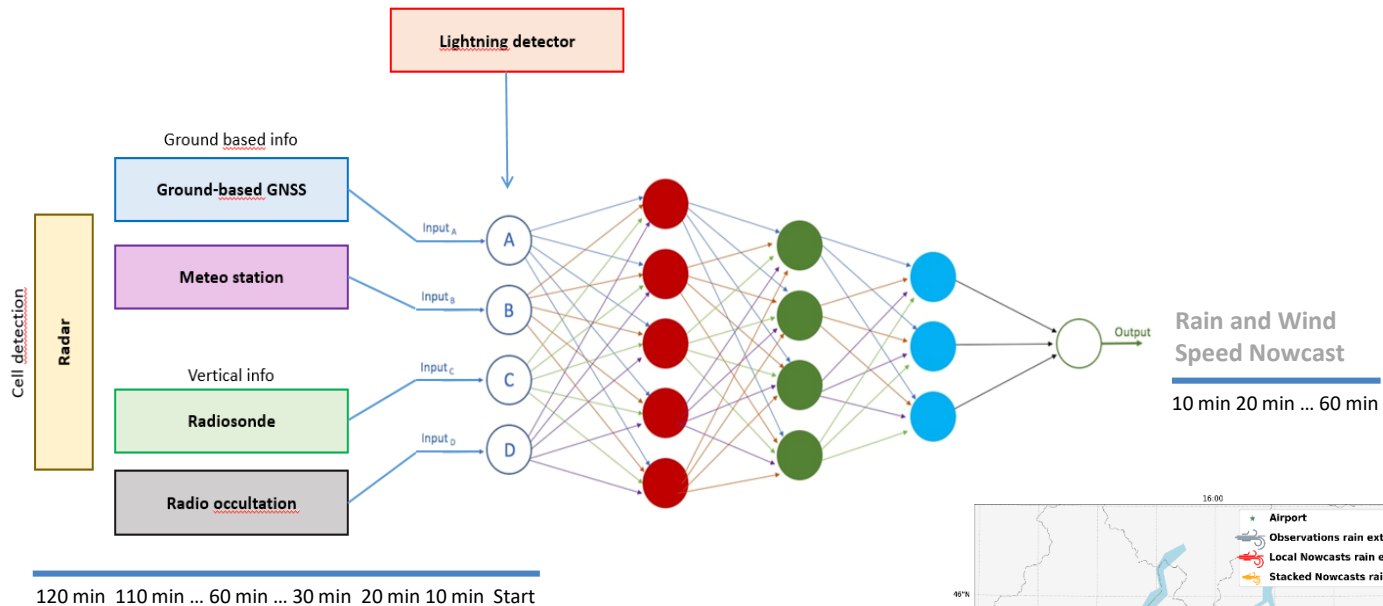 Lightning detector
Ground based info
Ground-based GNSS
Meteo station
Cell detection
Radar
Vertical info
Radiosonde
Radio occultation
Input A
Input B
Input C
Input D
A
B
C
D
Output
Rain and Wind
Speed Nowcast
10 min 20 min ... 60 min
120 min 110 min ... 60 min ... 30 min 20 min 10 min Start
16:00
Airport
Observations rain ext
Local Nowcasts rain e
Stacked Nowcasts rai
46°N